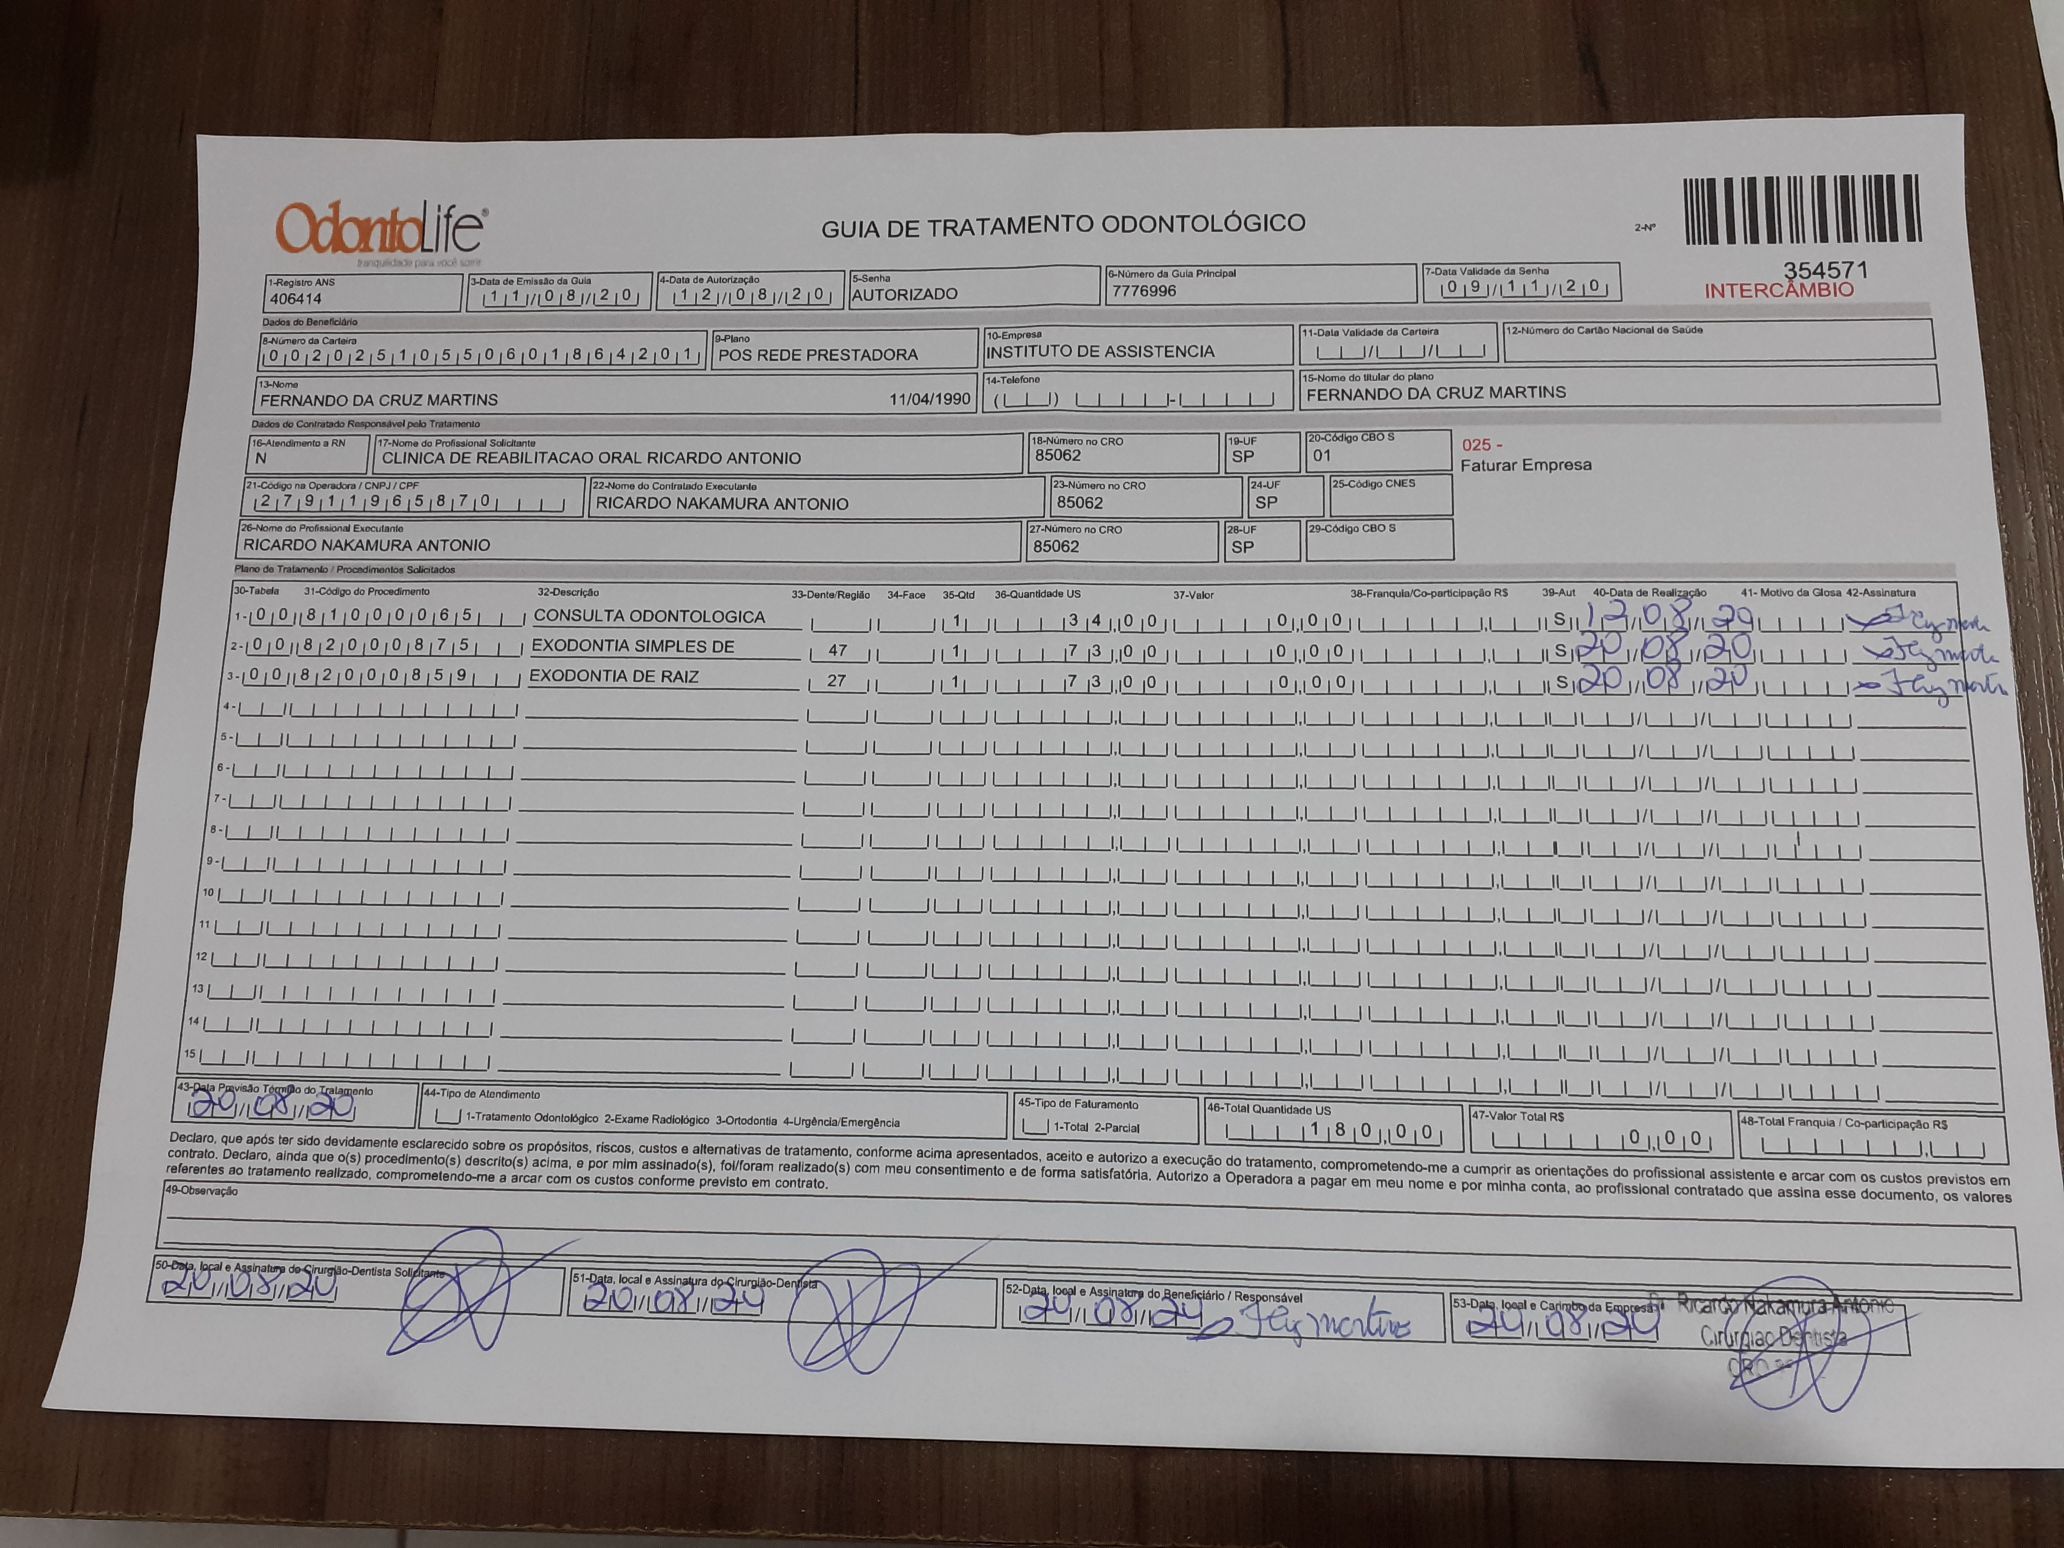 OdontoLife®
tranquilidade para você sorrir
GUIA DE TRATAMENTO ODONTOLÓGICO
2-Nº
354571
INTERCÂMBIO
1-Registro ANS
406414
3-Data de Emissão da Guia
11/08/20
4-Data de Autorização
12/08/20
5-Senha
AUTORIZADO
6-Número da Guia Principal
7776996
7-Data Validade da Senha
09/11/20
Dados do Beneficiário
8-Número da Carteira
00202510550601864201
9-Plano
POS REDE PRESTADORA
10-Empresa
INSTITUTO DE ASSISTENCIA
11-Data Validade da Carteira
12-Número do Cartão Nacional de Saúde
13-Nome
FERNANDO DA CRUZ MARTINS 11/04/1990
14-Telefone
15-Nome do titular do plano
FERNANDO DA CRUZ MARTINS
Dados do Contratado Responsável pelo Tratamento
16-Atendimento a RN
N
17-Nome do Profissional Solicitante
CLINICA DE REABILITACAO ORAL RICARDO ANTONIO
18-Número no CRO
85062
19-UF
SP
20-Código CBO S
01
025 -
Faturar Empresa
21-Código na Operadora / CNPJ / CPF
27911965870
22-Nome do Contratado Executante
RICARDO NAKAMURA ANTONIO
23-Número no CRO
85062
24-UF
SP
25-Código CNES
26-Nome do Profissional Executante
RICARDO NAKAMURA ANTONIO
27-Número no CRO
85062
28-UF
SP
29-Código CBO S
Plano de Tratamento / Procedimentos Solicitados
30-Tabela 31-Código do Procedimento 32-Descrição 33-Dente/Região 34-Face 35-Qtd 36-Quantidade US 37-Valor 38-Franquia/Co-participação R$ 39-Aut 40-Data de Realização 41- Motivo da Glosa 42-Assinatura
1- 00 81000065 CONSULTA ODONTOLOGICA 1 34,00 0,00 S 12/08/20
2- 00 82000875 EXODONTIA SIMPLES DE 47 1 73,00 0,00 S 20/08/20
3- 00 82000859 EXODONTIA DE RAIZ 27 1 73,00 0,00 S 20/08/20
4-
5-
6-
7-
8-
9-
10
11
12
13
14
15
43-Data Previsão Término do Tratamento
20/08/20
44-Tipo de Atendimento
1-Tratamento Odontológico 2-Exame Radiológico 3-Ortodontia 4-Urgência/Emergência
45-Tipo de Faturamento
1-Total 2-Parcial
46-Total Quantidade US
180,00
47-Valor Total R$
0,00
48-Total Franquia / Co-participação R$
Declaro, que após ter sido devidamente esclarecido sobre os propósitos, riscos, custos e alternativas de tratamento, conforme acima apresentados, aceito e autorizo a execução do tratamento, comprometendo-me a cumprir as orientações do profissional assistente e arcar com os custos previstos em
contrato. Declaro, ainda que o(s) procedimento(s) descrito(s) acima, e por mim assinado(s), foi/foram realizado(s) com meu consentimento e de forma satisfatória. Autorizo a Operadora a pagar em meu nome e por minha conta, ao profissional contratado que assina esse documento, os valores
referentes ao tratamento realizado, comprometendo-me a arcar com os custos conforme previsto em contrato.
49-Observação
50-Data, local e Assinatura do Cirurgião-Dentista Solicitante
20/08/20
51-Data, local e Assinatura do Cirurgião-Dentista
20/08/20
52-Data, local e Assinatura do Beneficiário / Responsável
20/08/20 Martins
53-Data, local e Carimbo da Empresa
20/08/20
Ricardo Nakamura Antonio
Cirurgiao Dentista
CRO